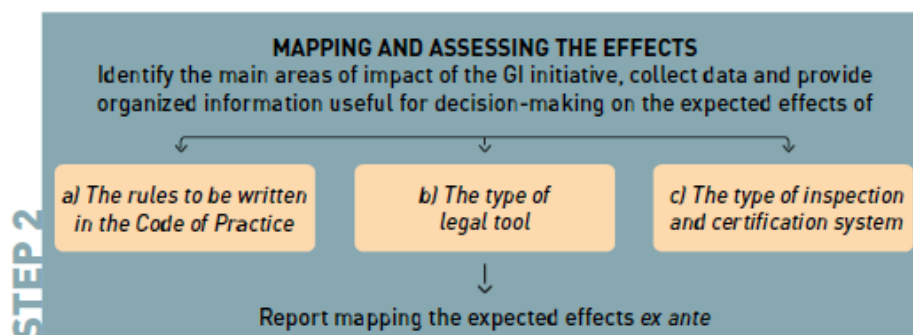 STEP 2
MAPPING AND ASSESSING THE EFFECTS
Identify the main areas of impact of the GI initiative, collect data and provide
organized information useful for decision-making on the expected effects of
a) The rules to be written
in the Code of Practice
b) The type of
legal tool
c) The type of inspection
and certification system
Report mapping the expected effects ex ante